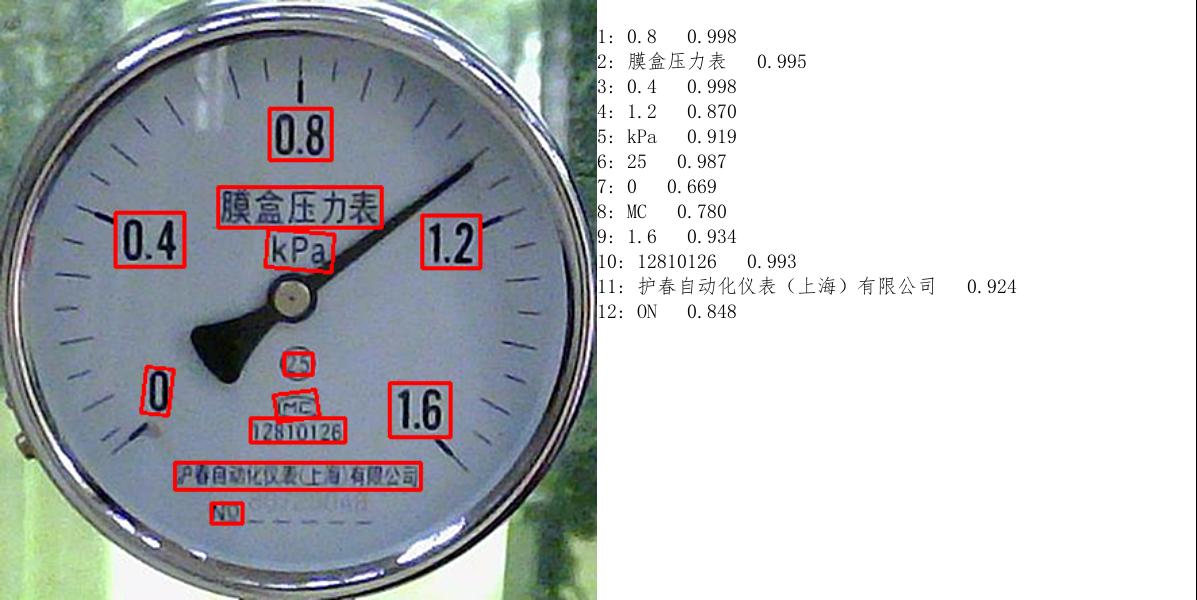 0.8
膜盒压力表
0.4
1.2
kPa
25
0
MC
1.6
12810126
沪春自动化仪表(上海)有限公司
NO
1: 0.8 0.998
2: 膜盒压力表 0.995
3: 0.4 0.998
4: 1.2 0.870
5: kPa 0.919
6: 25 0.987
7: 0 0.669
8: MC 0.780
9: 1.6 0.934
10: 12810126 0.993
11: 护春自动化仪表（上海）有限公司 0.924
12: ON 0.848